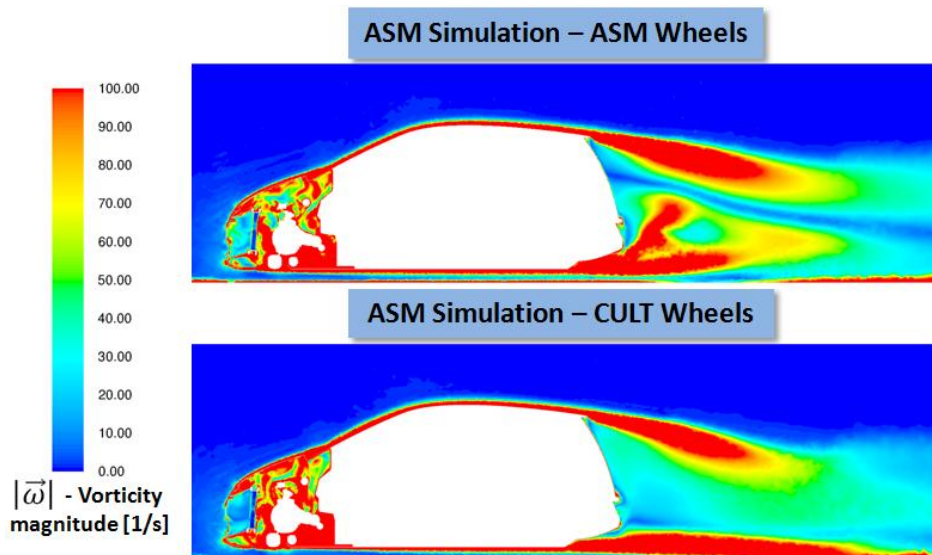 ASM Simulation – ASM Wheels
100.00
90.00
80.00
70.00
60.00
50.00
40.00
30.00
20.00
10.00
0.00
|ω⃗| - Vorticity
magnitude [1/s]
ASM Simulation – CULT Wheels